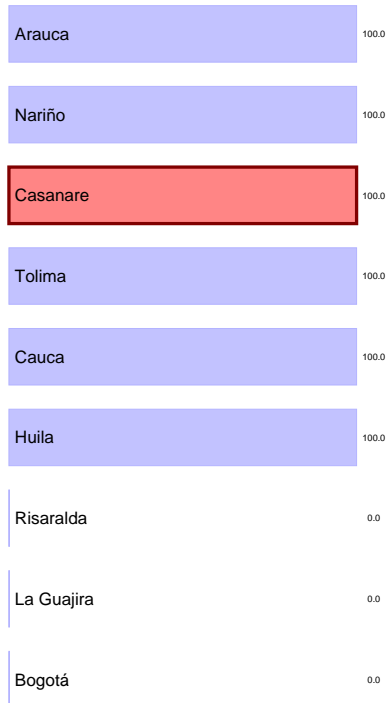 Arauca 100.0
Nariño 100.0
Casanare 100.0
Tolima 100.0
Cauca 100.0
Huila 100.0
Risaralda 0.0
La Guajira 0.0
Bogotá 0.0